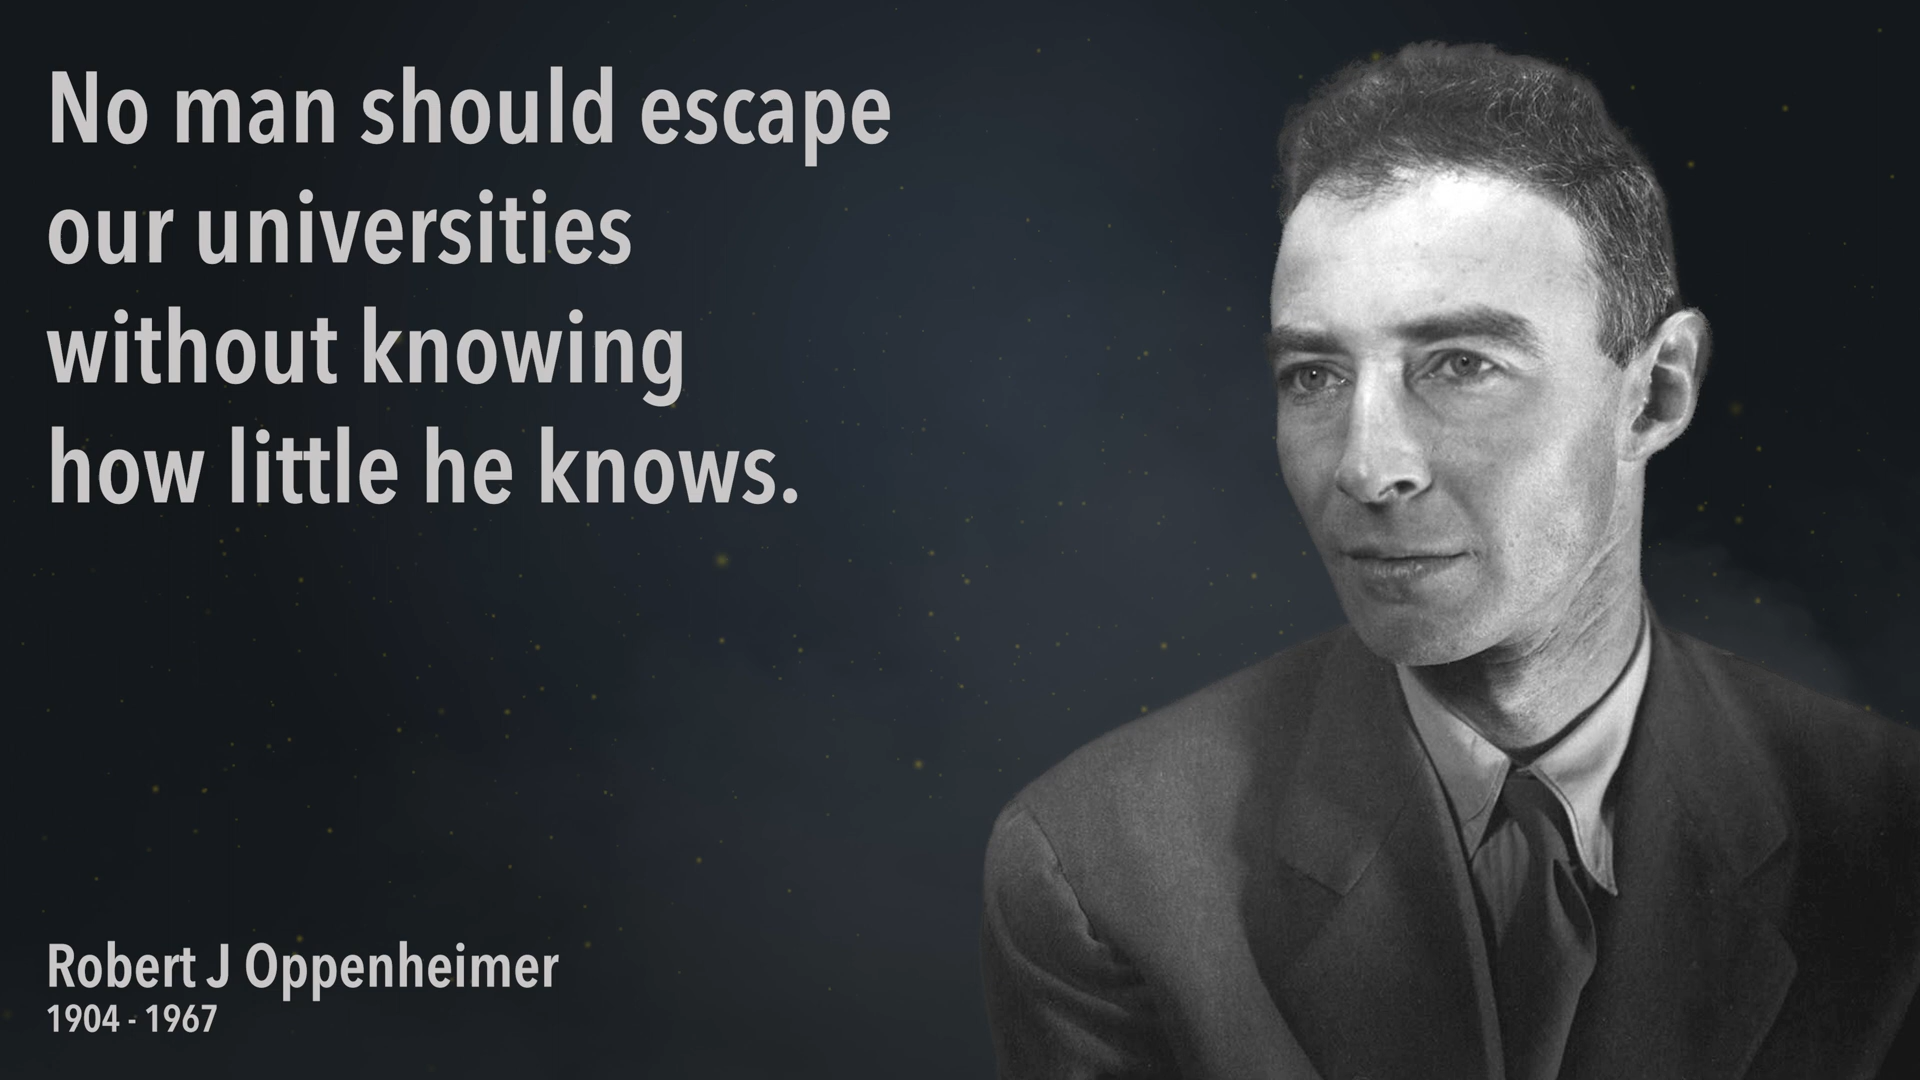 No man should escape
our universities
without knowing
how little he knows.
Robert J Oppenheimer
1904 - 1967